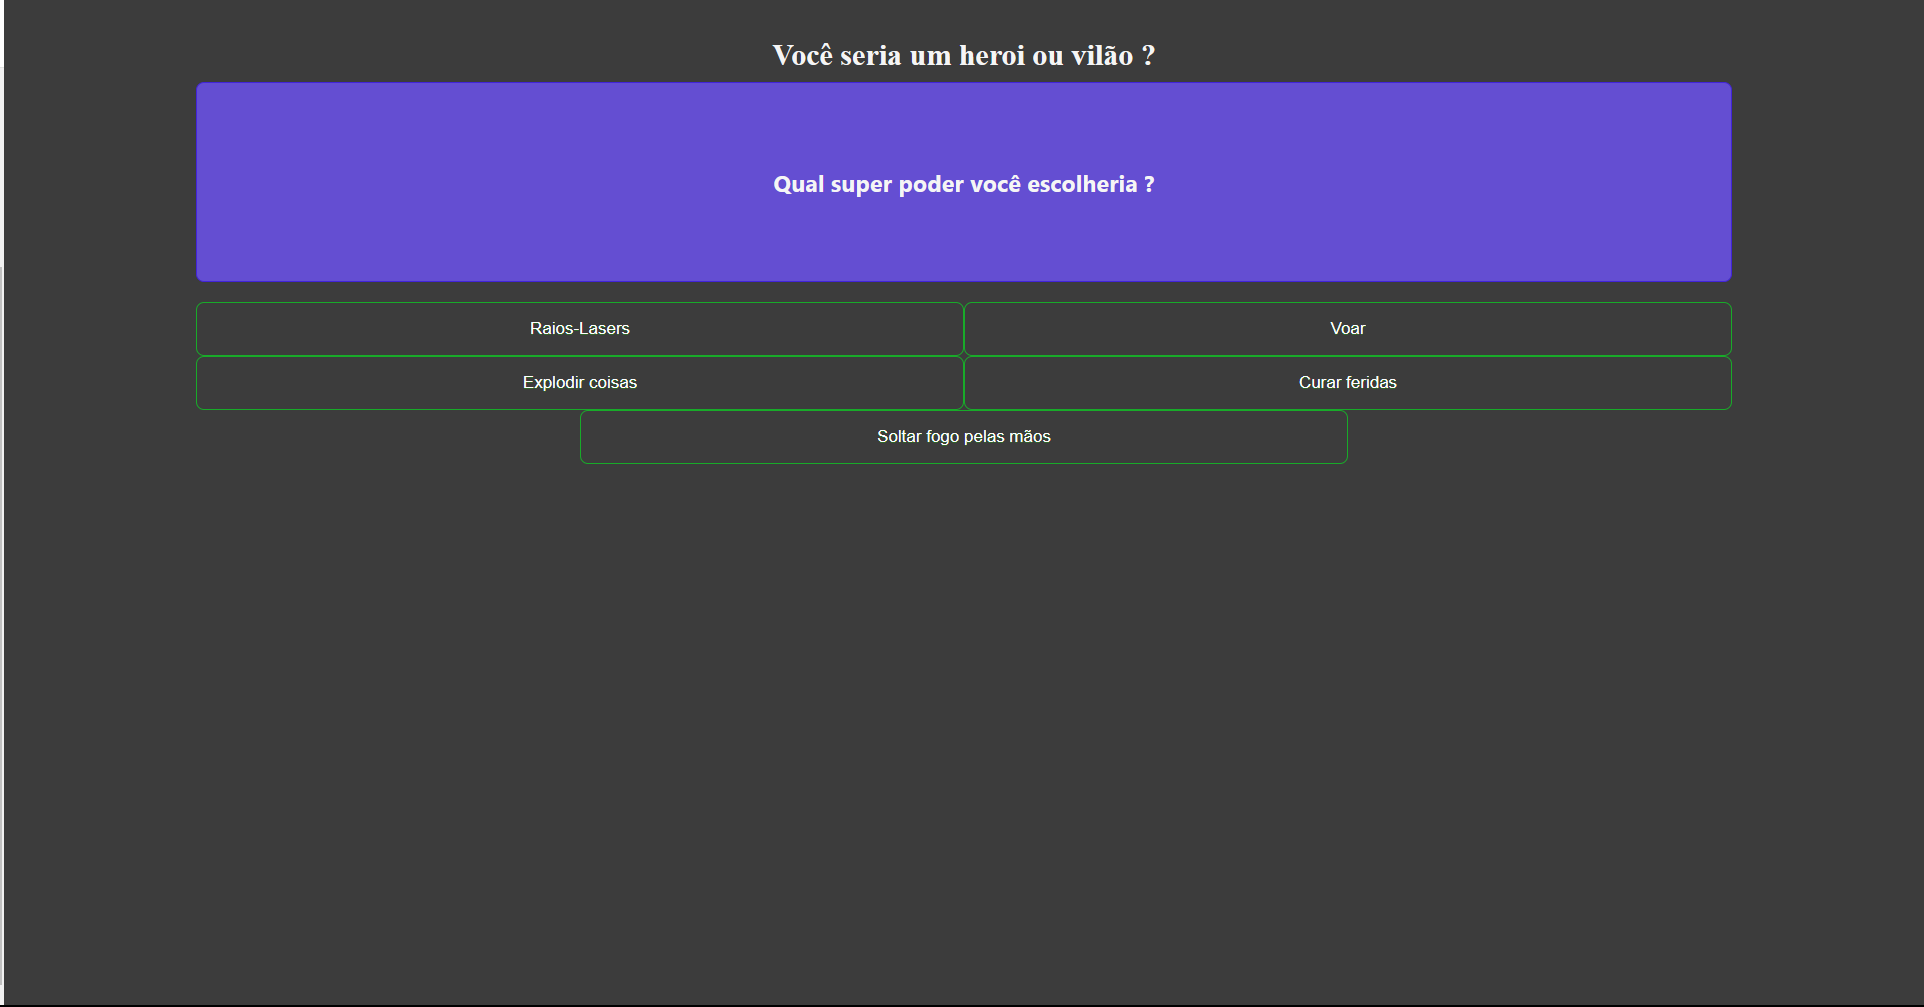 Você seria um heroi ou vilão ?
Qual super poder você escolheria ?
Raios-Lasers
Voar
Explodir coisas
Curar feridas
Soltar fogo pelas mãos